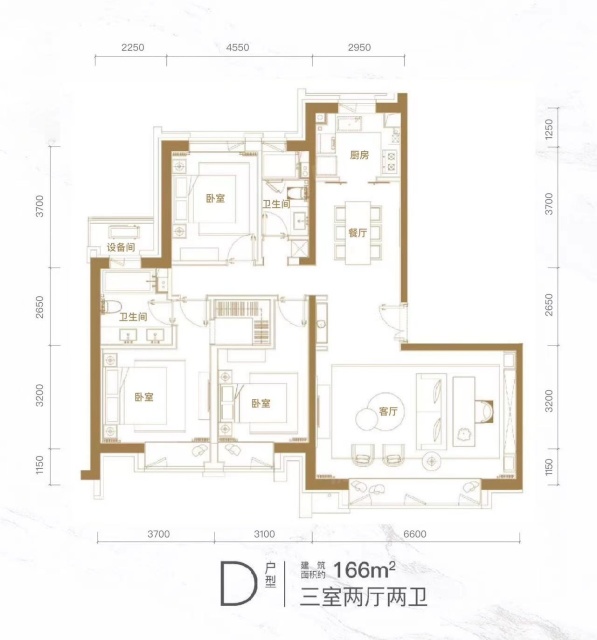 2250 4550 2950
1250
3700 3700
2650 2650
3200 3200
1150 1150
厨房
卧室
卫生间
餐厅
设备间
卫生间
卧室
卧室
客厅
3700 3100 6600
D 户型
建筑面积约 166m²
三室两厅两卫